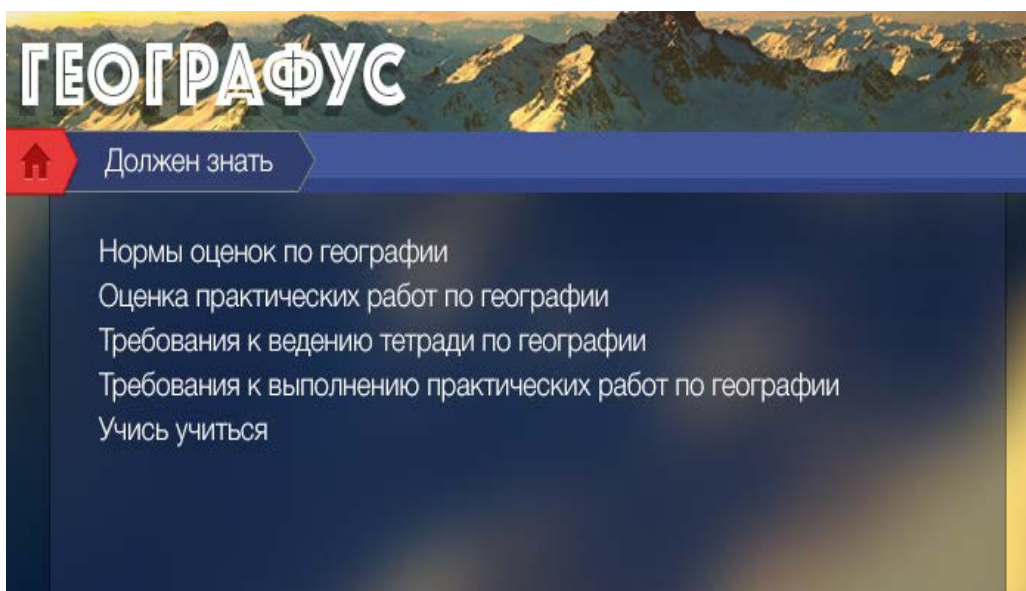 ГЕОГРАФУС
Должен знать
Нормы оценок по географии
Оценка практических работ по географии
Требования к ведению тетради по географии
Требования к выполнению практических работ по географии
Учись учиться